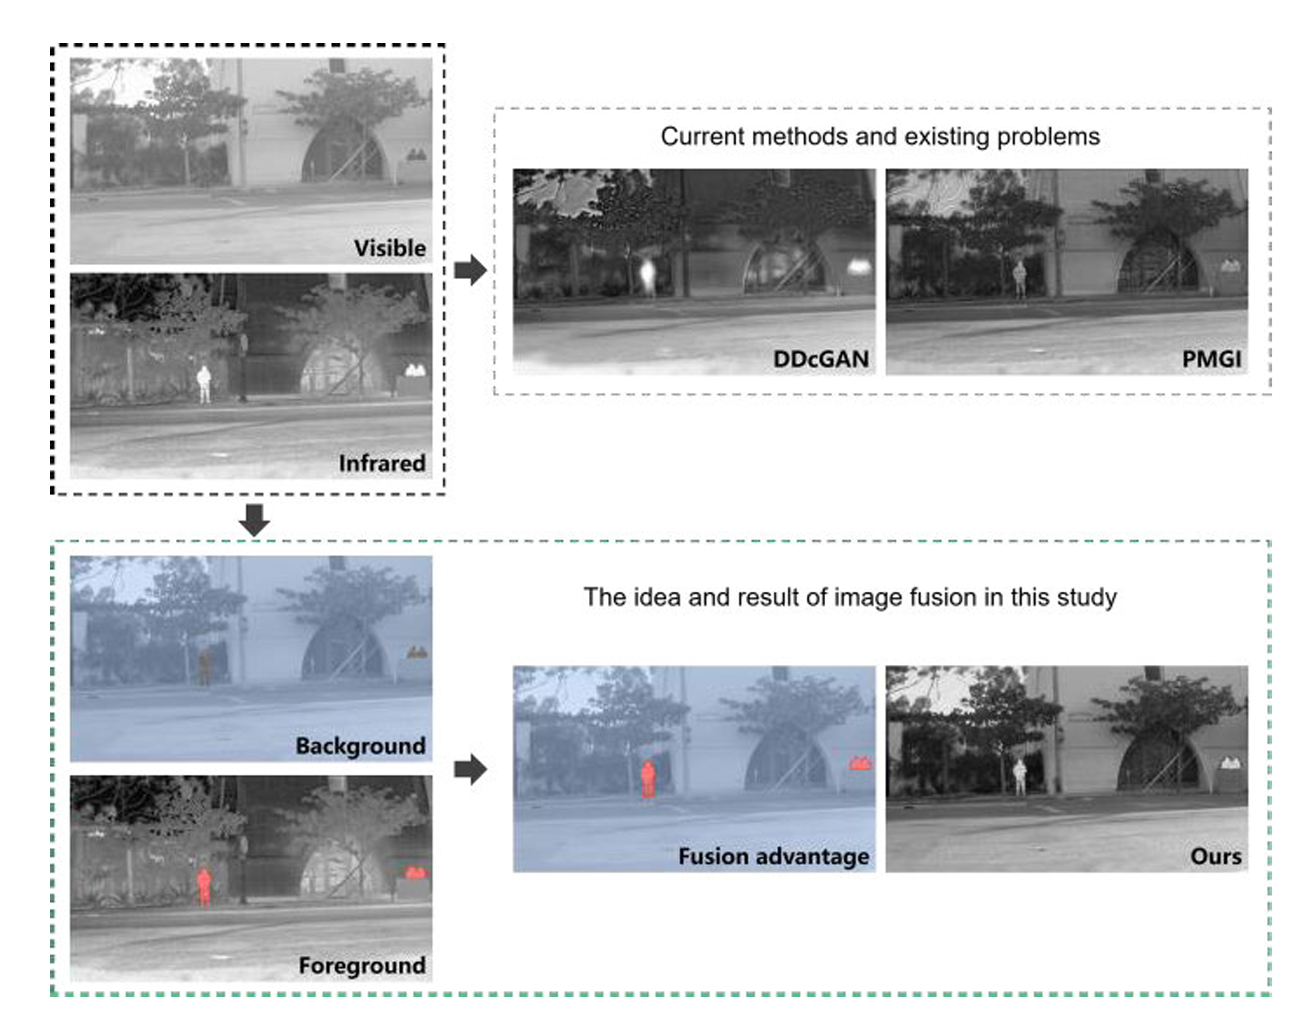 Visible
Infrared
Current methods and existing problems
DDcGAN
PMGI
Background
Foreground
The idea and result of image fusion in this study
Fusion advantage
Ours